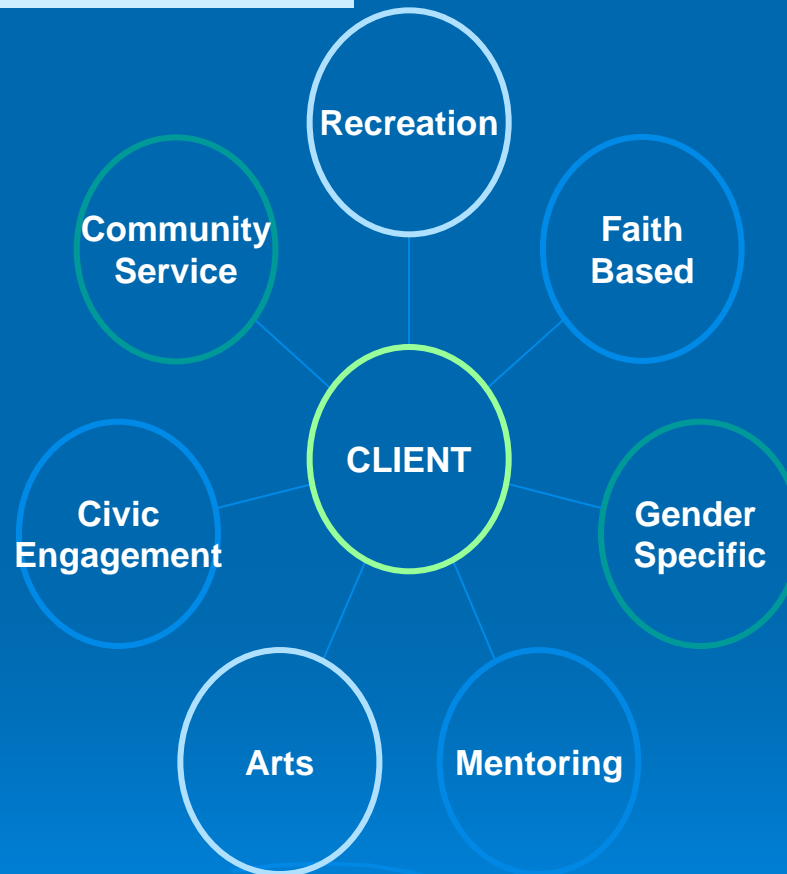 Recreation
Community
Service
Faith
Based
CLIENT
Civic
Engagement
Gender
Specific
Arts
Mentoring